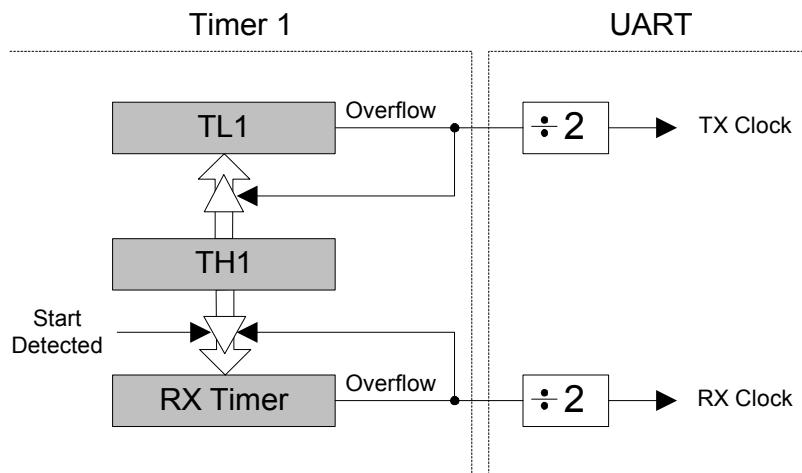 Timer 1
UART
TL1
Overflow
÷ 2
TX Clock
TH1
Start
Detected
RX Timer
Overflow
÷ 2
RX Clock